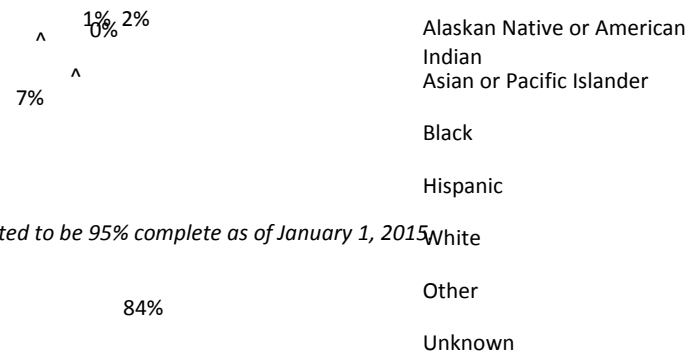 1% 2%
0%
^
^
7%
ted to be 95% complete as of January 1, 2015
84%
Alaskan Native or American
Indian
Asian or Pacific Islander
Black
Hispanic
White
Other
Unknown